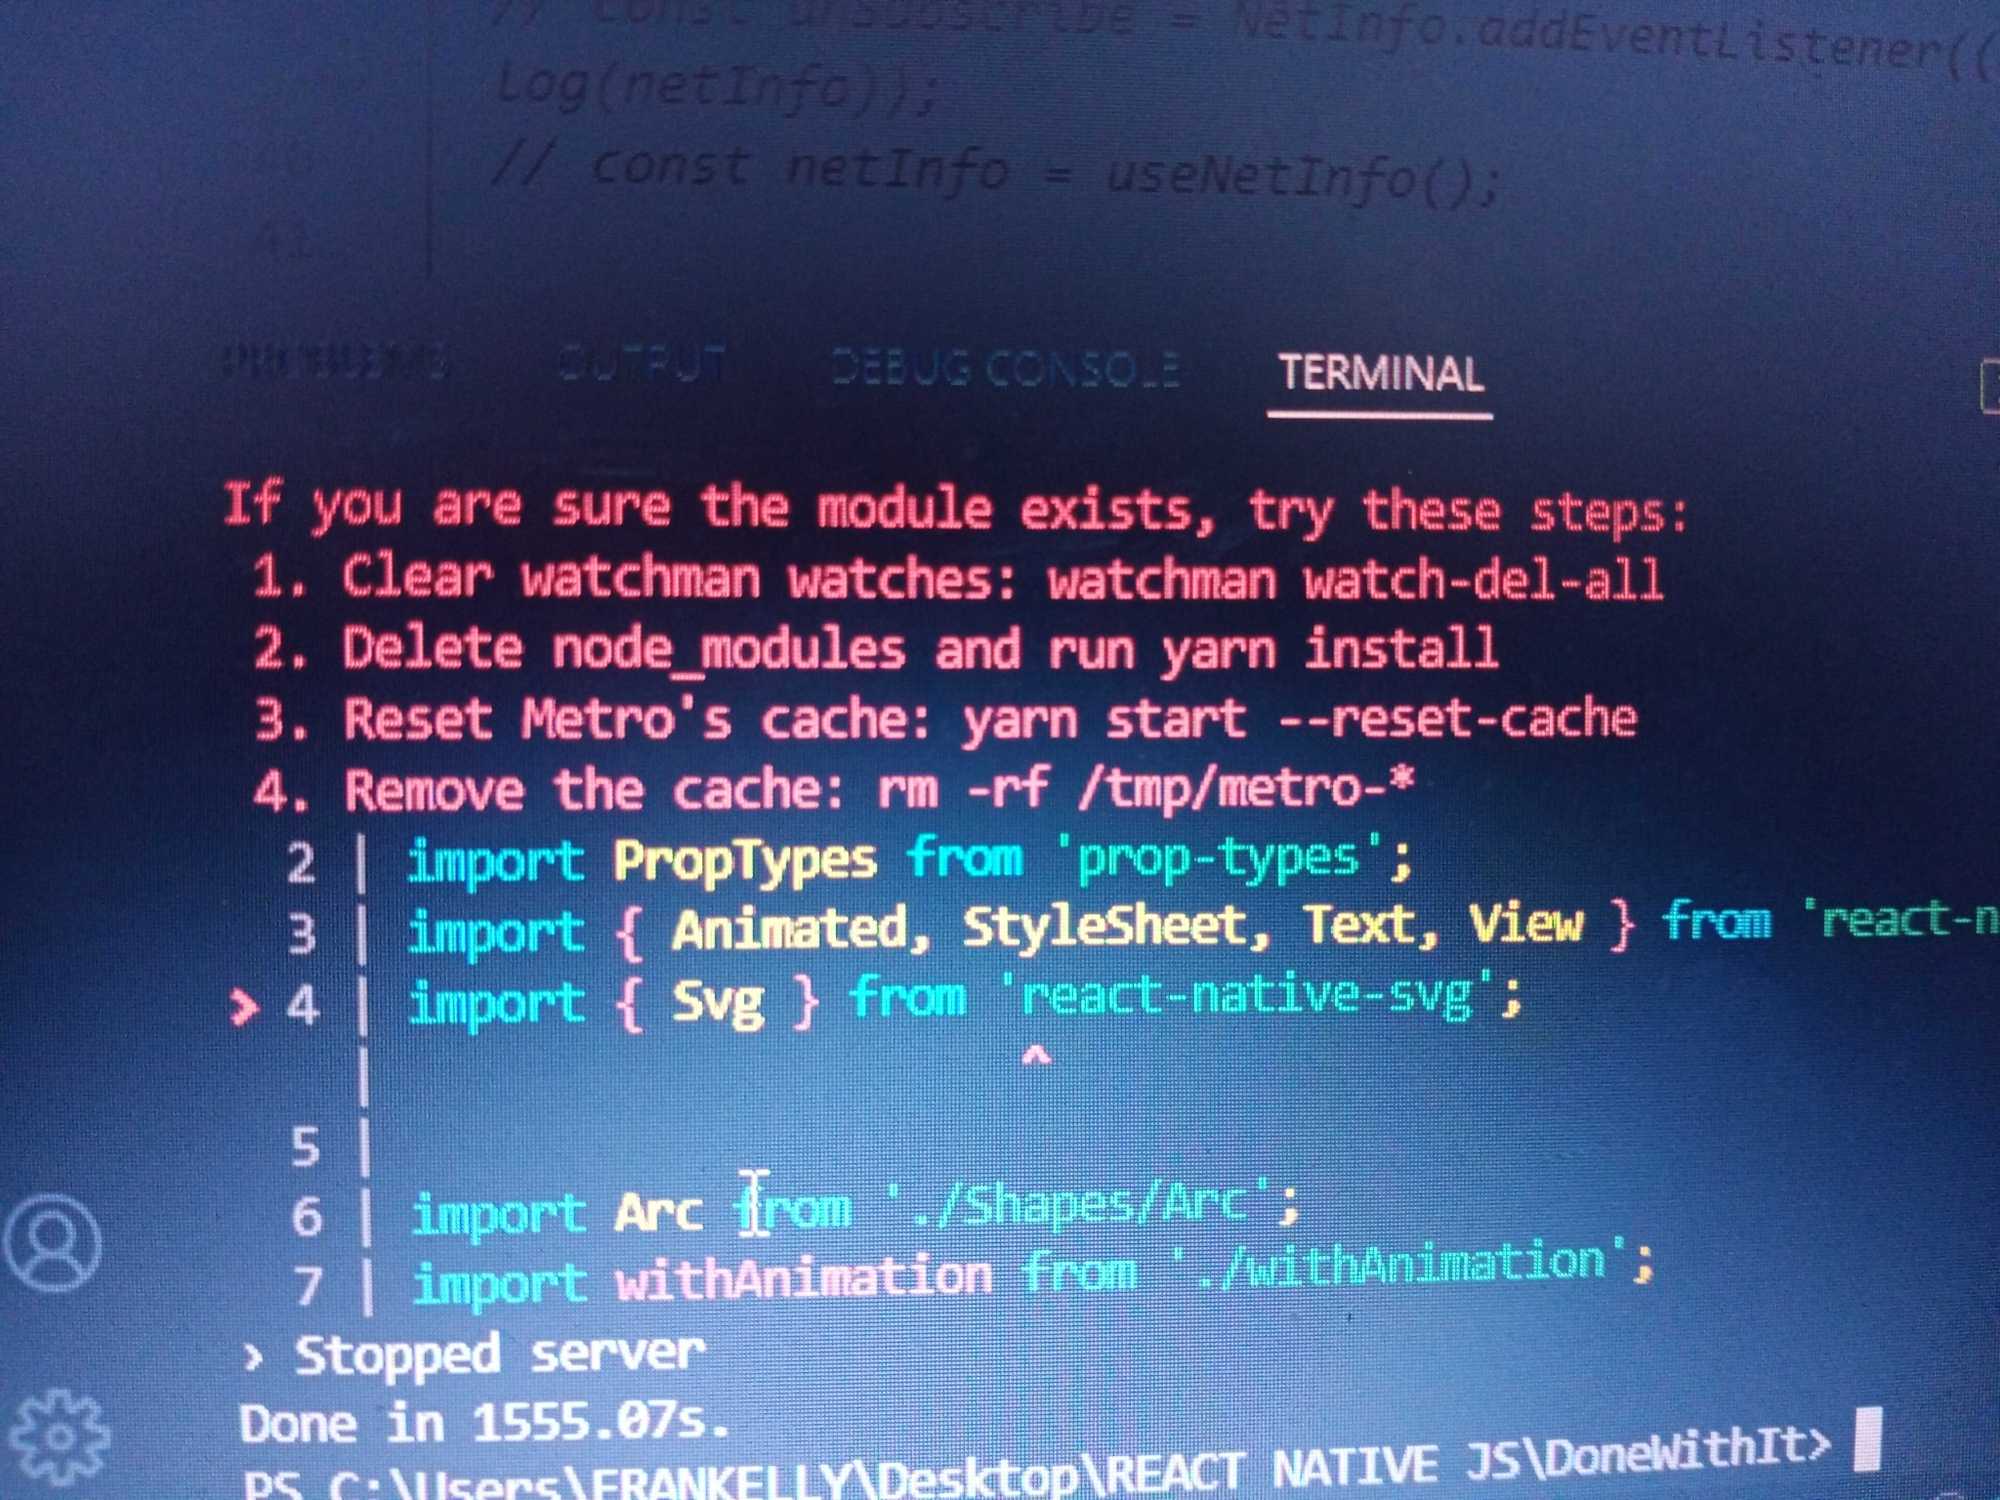 // const unsubscribe = NetInfo.addEventListener((
log(netInfo));
40
// const netInfo = useNetInfo();
41
PROBLEMS OUTPUT DEBUG CONSOLE TERMINAL
If you are sure the module exists, try these steps:
1. Clear watchman watches: watchman watch-del-all
2. Delete node_modules and run yarn install
3. Reset Metro's cache: yarn start --reset-cache
4. Remove the cache: rm -rf /tmp/metro-*
2 | import PropTypes from 'prop-types';
3 | import { Animated, StyleSheet, Text, View } from 'react-n
> 4 | import { Svg } from 'react-native-svg';
| ^
5 |
6 | import Arc from './Shapes/Arc';
7 | import withAnimation from './withAnimation';
› Stopped server
Done in 1555.07s.
PS C:\Users\FRANKELLY\Desktop\REACT NATIVE JS\DoneWithIt>